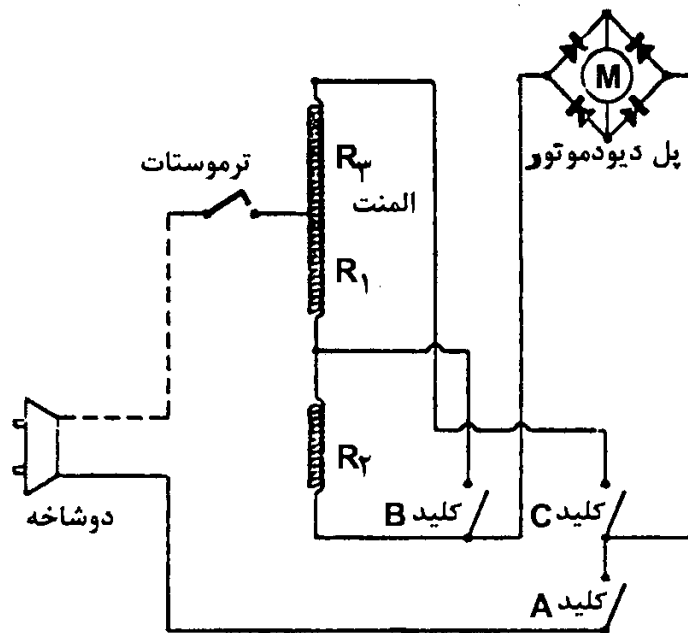 M
پل دیودموتور
ترموستات
R۳
المنت
R۱
R۲
دوشاخه
کلید B
کلید C
کلید A